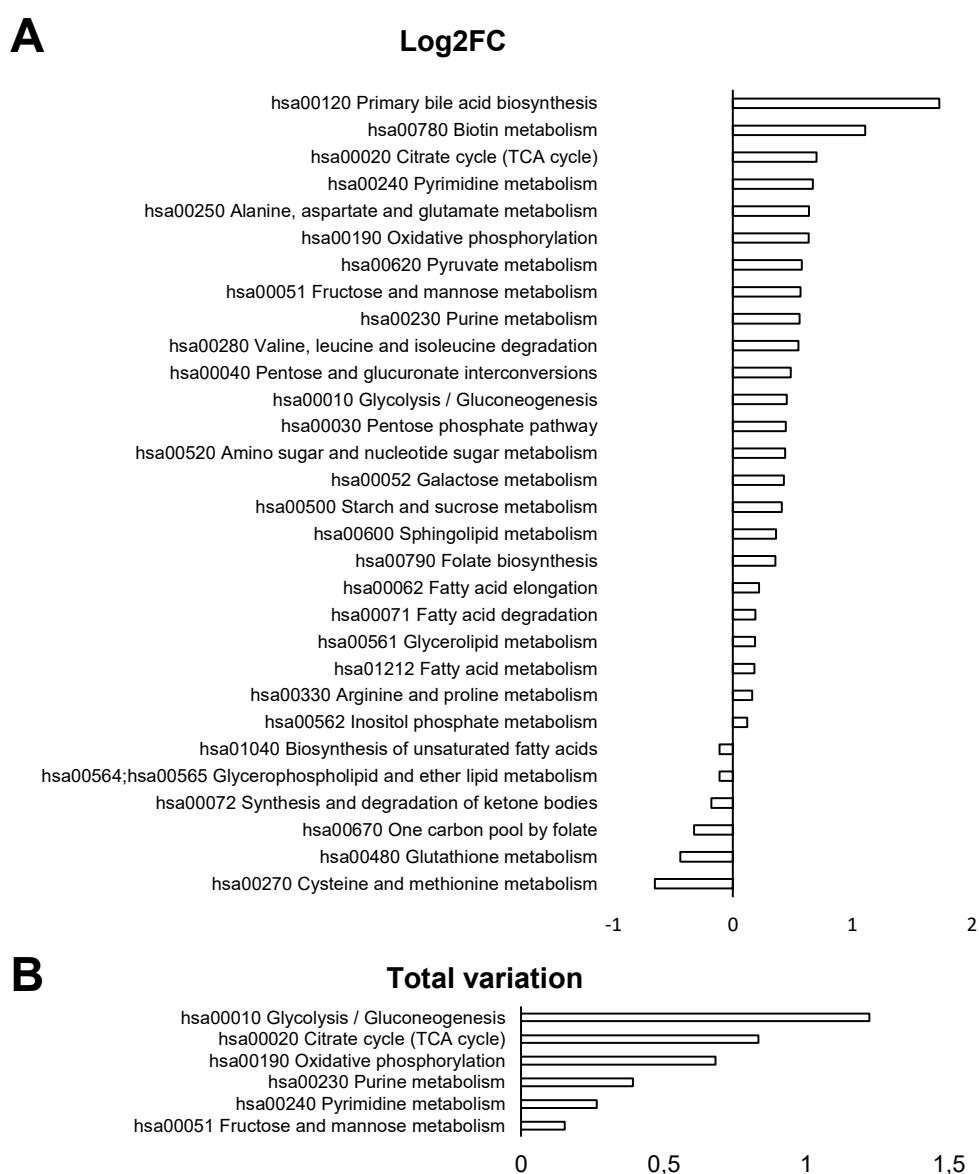 A
Log2FC
hsa00120 Primary bile acid biosynthesis
hsa00780 Biotin metabolism
hsa00020 Citrate cycle (TCA cycle)
hsa00240 Pyrimidine metabolism
hsa00250 Alanine, aspartate and glutamate metabolism
hsa00190 Oxidative phosphorylation
hsa00620 Pyruvate metabolism
hsa00051 Fructose and mannose metabolism
hsa00230 Purine metabolism
hsa00280 Valine, leucine and isoleucine degradation
hsa00040 Pentose and glucuronate interconversions
hsa00010 Glycolysis / Gluconeogenesis
hsa00030 Pentose phosphate pathway
hsa00520 Amino sugar and nucleotide sugar metabolism
hsa00052 Galactose metabolism
hsa00500 Starch and sucrose metabolism
hsa00600 Sphingolipid metabolism
hsa00790 Folate biosynthesis
hsa00062 Fatty acid elongation
hsa00071 Fatty acid degradation
hsa00561 Glycerolipid metabolism
hsa01212 Fatty acid metabolism
hsa00330 Arginine and proline metabolism
hsa00562 Inositol phosphate metabolism
hsa01040 Biosynthesis of unsaturated fatty acids
hsa00564;hsa00565 Glycerophospholipid and ether lipid metabolism
hsa00072 Synthesis and degradation of ketone bodies
hsa00670 One carbon pool by folate
hsa00480 Glutathione metabolism
hsa00270 Cysteine and methionine metabolism
-1 0 1 2
B
Total variation
hsa00010 Glycolysis / Gluconeogenesis
hsa00020 Citrate cycle (TCA cycle)
hsa00190 Oxidative phosphorylation
hsa00230 Purine metabolism
hsa00240 Pyrimidine metabolism
hsa00051 Fructose and mannose metabolism
0 0,5 1 1,5